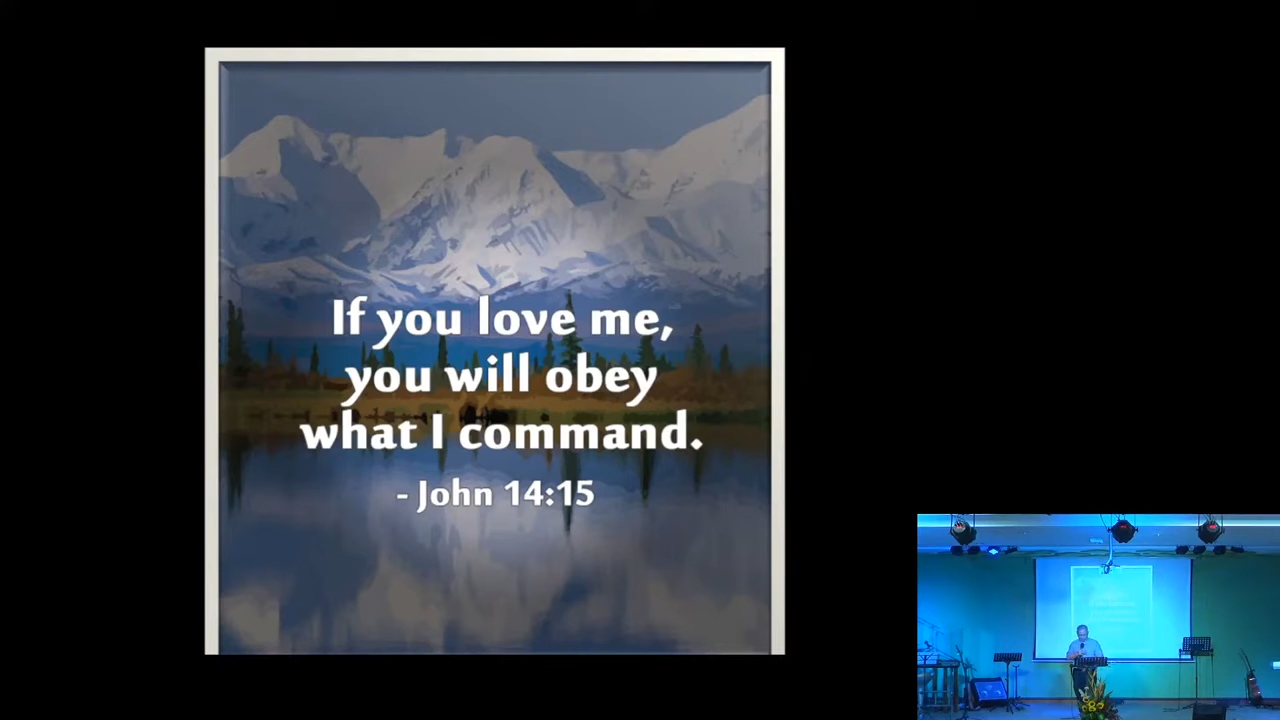 If you love me,
you will obey
what I command.
- John 14:15